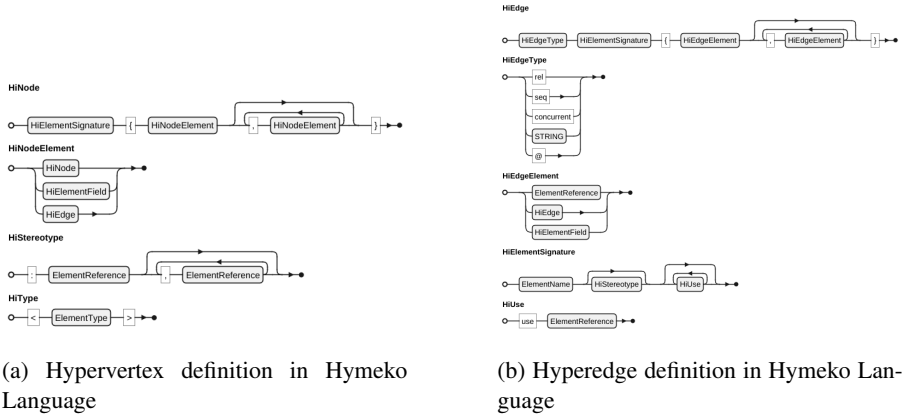 HiNode
HiElementSignature { HiNodeElement , HiNodeElement }
HiNodeElement
HiNode
HiElementField
HiEdge
HiStereotype
: ElementReference , ElementReference
HiType
< ElementType >
(a) Hypervertex definition in Hymeko
Language
HiEdge
HiEdgeType HiElementSignature { HiEdgeElement , HiEdgeElement }
HiEdgeType
rel
seq
concurrent
STRING
@
HiEdgeElement
ElementReference
HiEdge
HiElementField
HiElementSignature
ElementName HiStereotype HiUse
HiUse
use ElementReference
(b) Hyperedge definition in Hymeko Lan-
guage